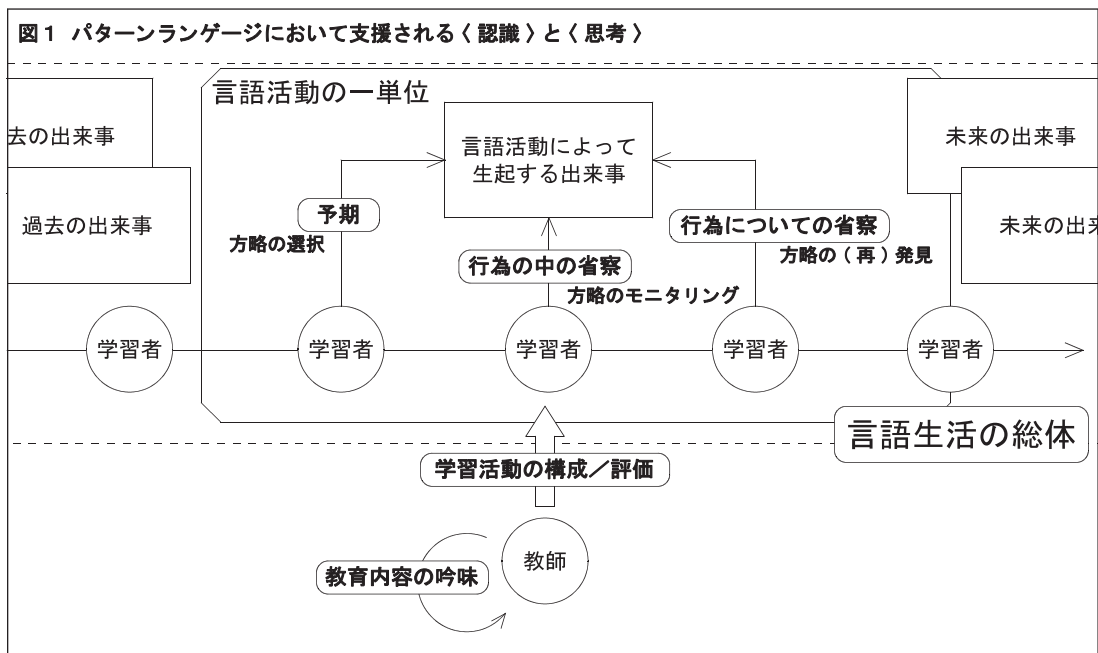 図１ パターンランゲージにおいて支援される〈認識〉と〈思考〉
言語活動の一単位
去の出来事
過去の出来事
言語活動によって
生起する出来事
未来の出来事
未来の出来
予期
方略の選択
行為の中の省察
方略のモニタリング
行為についての省察
方略の（再）発見
学習者
学習者
学習者
学習者
学習者
言語生活の総体
学習活動の構成／評価
教師
教育内容の吟味